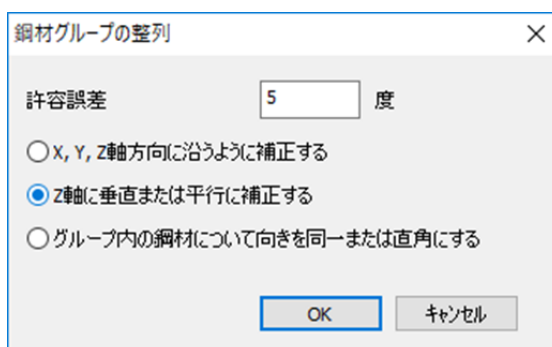 鋼材グループの整列
許容誤差 5 度
X, Y, Z軸方向に沿うように補正する
Z軸に垂直または平行に補正する
グループ内の鋼材について向きを同一または直角にする
OK キャンセル